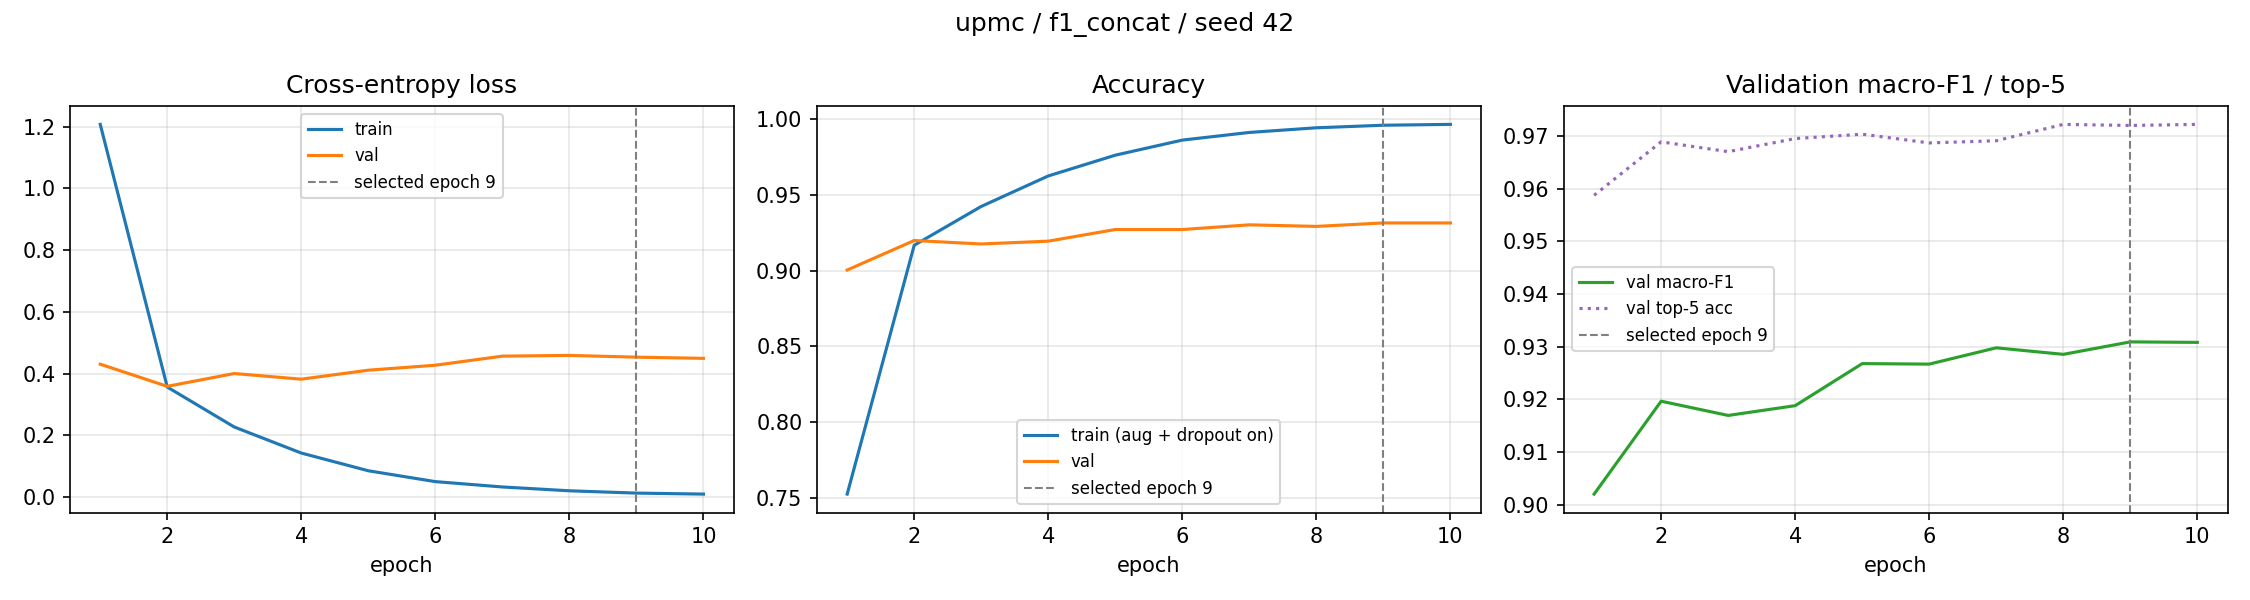 upmc / f1_concat / seed 42
Cross-entropy loss
1.2
1.0
0.8
0.6
0.4
0.2
0.0
train
val
selected epoch 9
2 4 6 8 10
epoch
Accuracy
1.00
0.95
0.90
0.85
0.80
0.75
train (aug + dropout on)
val
selected epoch 9
2 4 6 8 10
epoch
Validation macro-F1 / top-5
0.97
0.96
0.95
0.94
0.93
0.92
0.91
0.90
val macro-F1
val top-5 acc
selected epoch 9
2 4 6 8 10
epoch